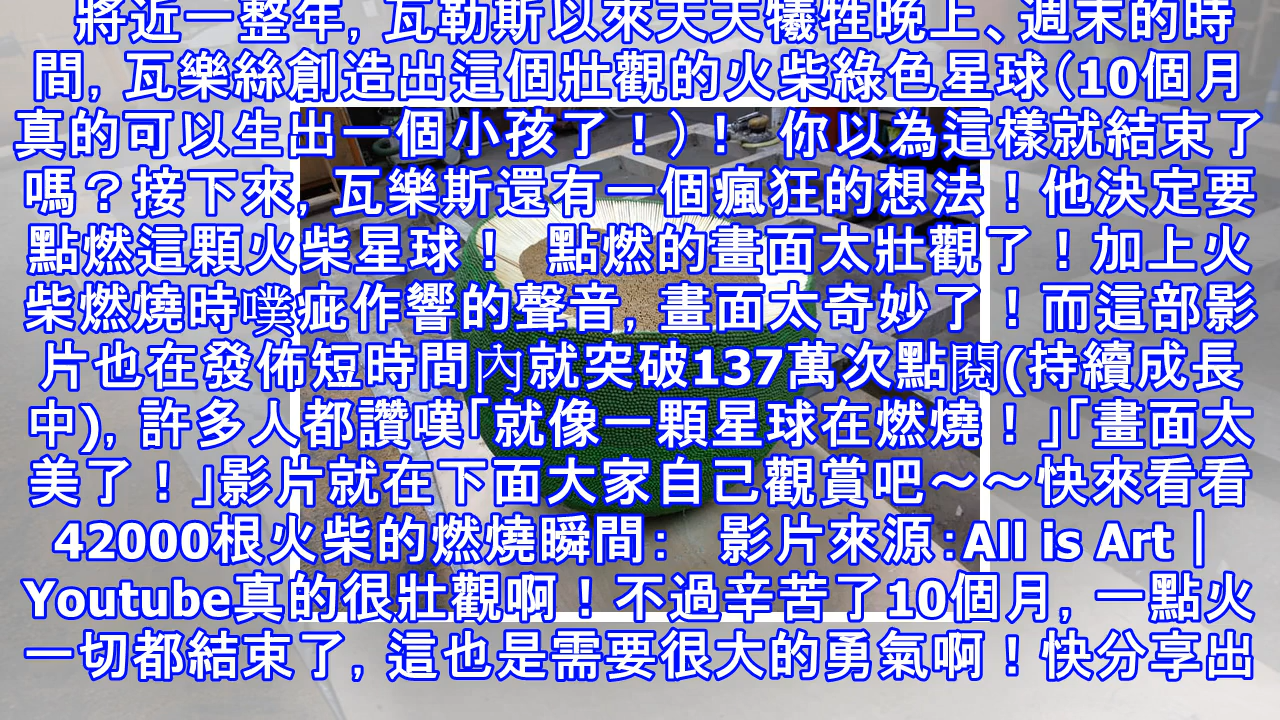 將近一整年, 瓦勒斯以來天天犧牲晚上、週末的時
間, 瓦樂絲創造出這個壯觀的火柴綠色星球（10個月
真的可以生出一個小孩了！）！ 你以為這樣就結束了
嗎？接下來, 瓦樂斯還有一個瘋狂的想法！他決定要
點燃這顆火柴星球！ 點燃的畫面太壯觀了！加上火
柴燃燒時噗疵作響的聲音, 畫面太奇妙了！而這部影
片也在發佈短時間內就突破137萬次點閱(持續成長
中), 許多人都讚嘆「就像一顆星球在燃燒！」「畫面太
美了！」影片就在下面大家自己觀賞吧～～快來看看
42000根火柴的燃燒瞬間： 影片來源：All is Art｜
Youtube真的很壯觀啊！不過辛苦了10個月, 一點火
一切都結束了, 這也是需要很大的勇氣啊！快分享出